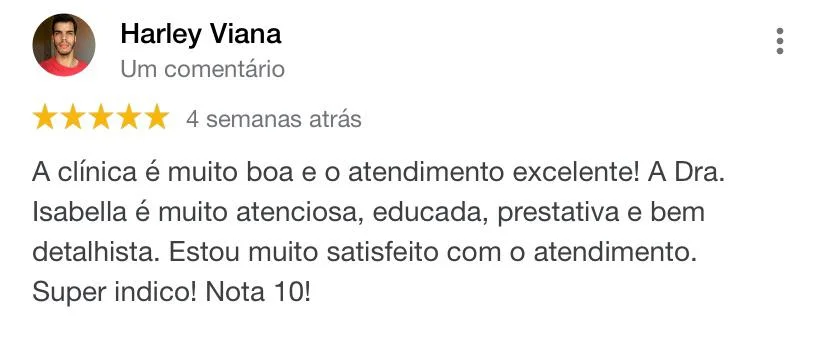 Harley Viana
Um comentário
4 semanas atrás
A clínica é muito boa e o atendimento excelente! A Dra.
Isabella é muito atenciosa, educada, prestativa e bem
detalhista. Estou muito satisfeito com o atendimento.
Super indico! Nota 10!